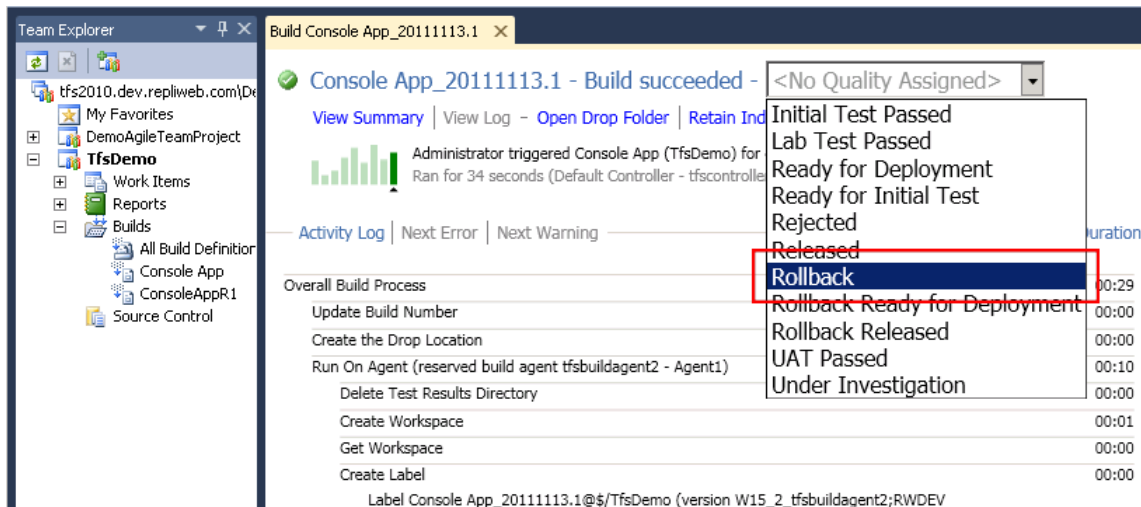 Team Explorer
tfs2010.dev.repliweb.com\De
My Favorites
DemoAgileTeamProject
TfsDemo
Work Items
Reports
Builds
All Build Definition
Console App
ConsoleAppR1
Source Control
Build Console App_20111113.1
Console App_20111113.1 - Build succeeded - <No Quality Assigned>
View Summary | View Log - Open Drop Folder | Retain Ind
Administrator triggered Console App (TfsDemo) for
Ran for 34 seconds (Default Controller - tfscontrolle
Initial Test Passed
Lab Test Passed
Ready for Deployment
Ready for Initial Test
Rejected
Released
Rollback
Rollback Ready for Deployment
Rollback Released
UAT Passed
Under Investigation
Activity Log | Next Error | Next Warning
Duration
Overall Build Process 00:29
Update Build Number 00:00
Create the Drop Location 00:00
Run On Agent (reserved build agent tfsbuildagent2 - Agent1) 00:10
Delete Test Results Directory 00:00
Create Workspace 00:01
Get Workspace 00:00
Create Label 00:00
Label Console App_20111113.1@$/TfsDemo (version W15_2_tfsbuildagent2;RWDEV